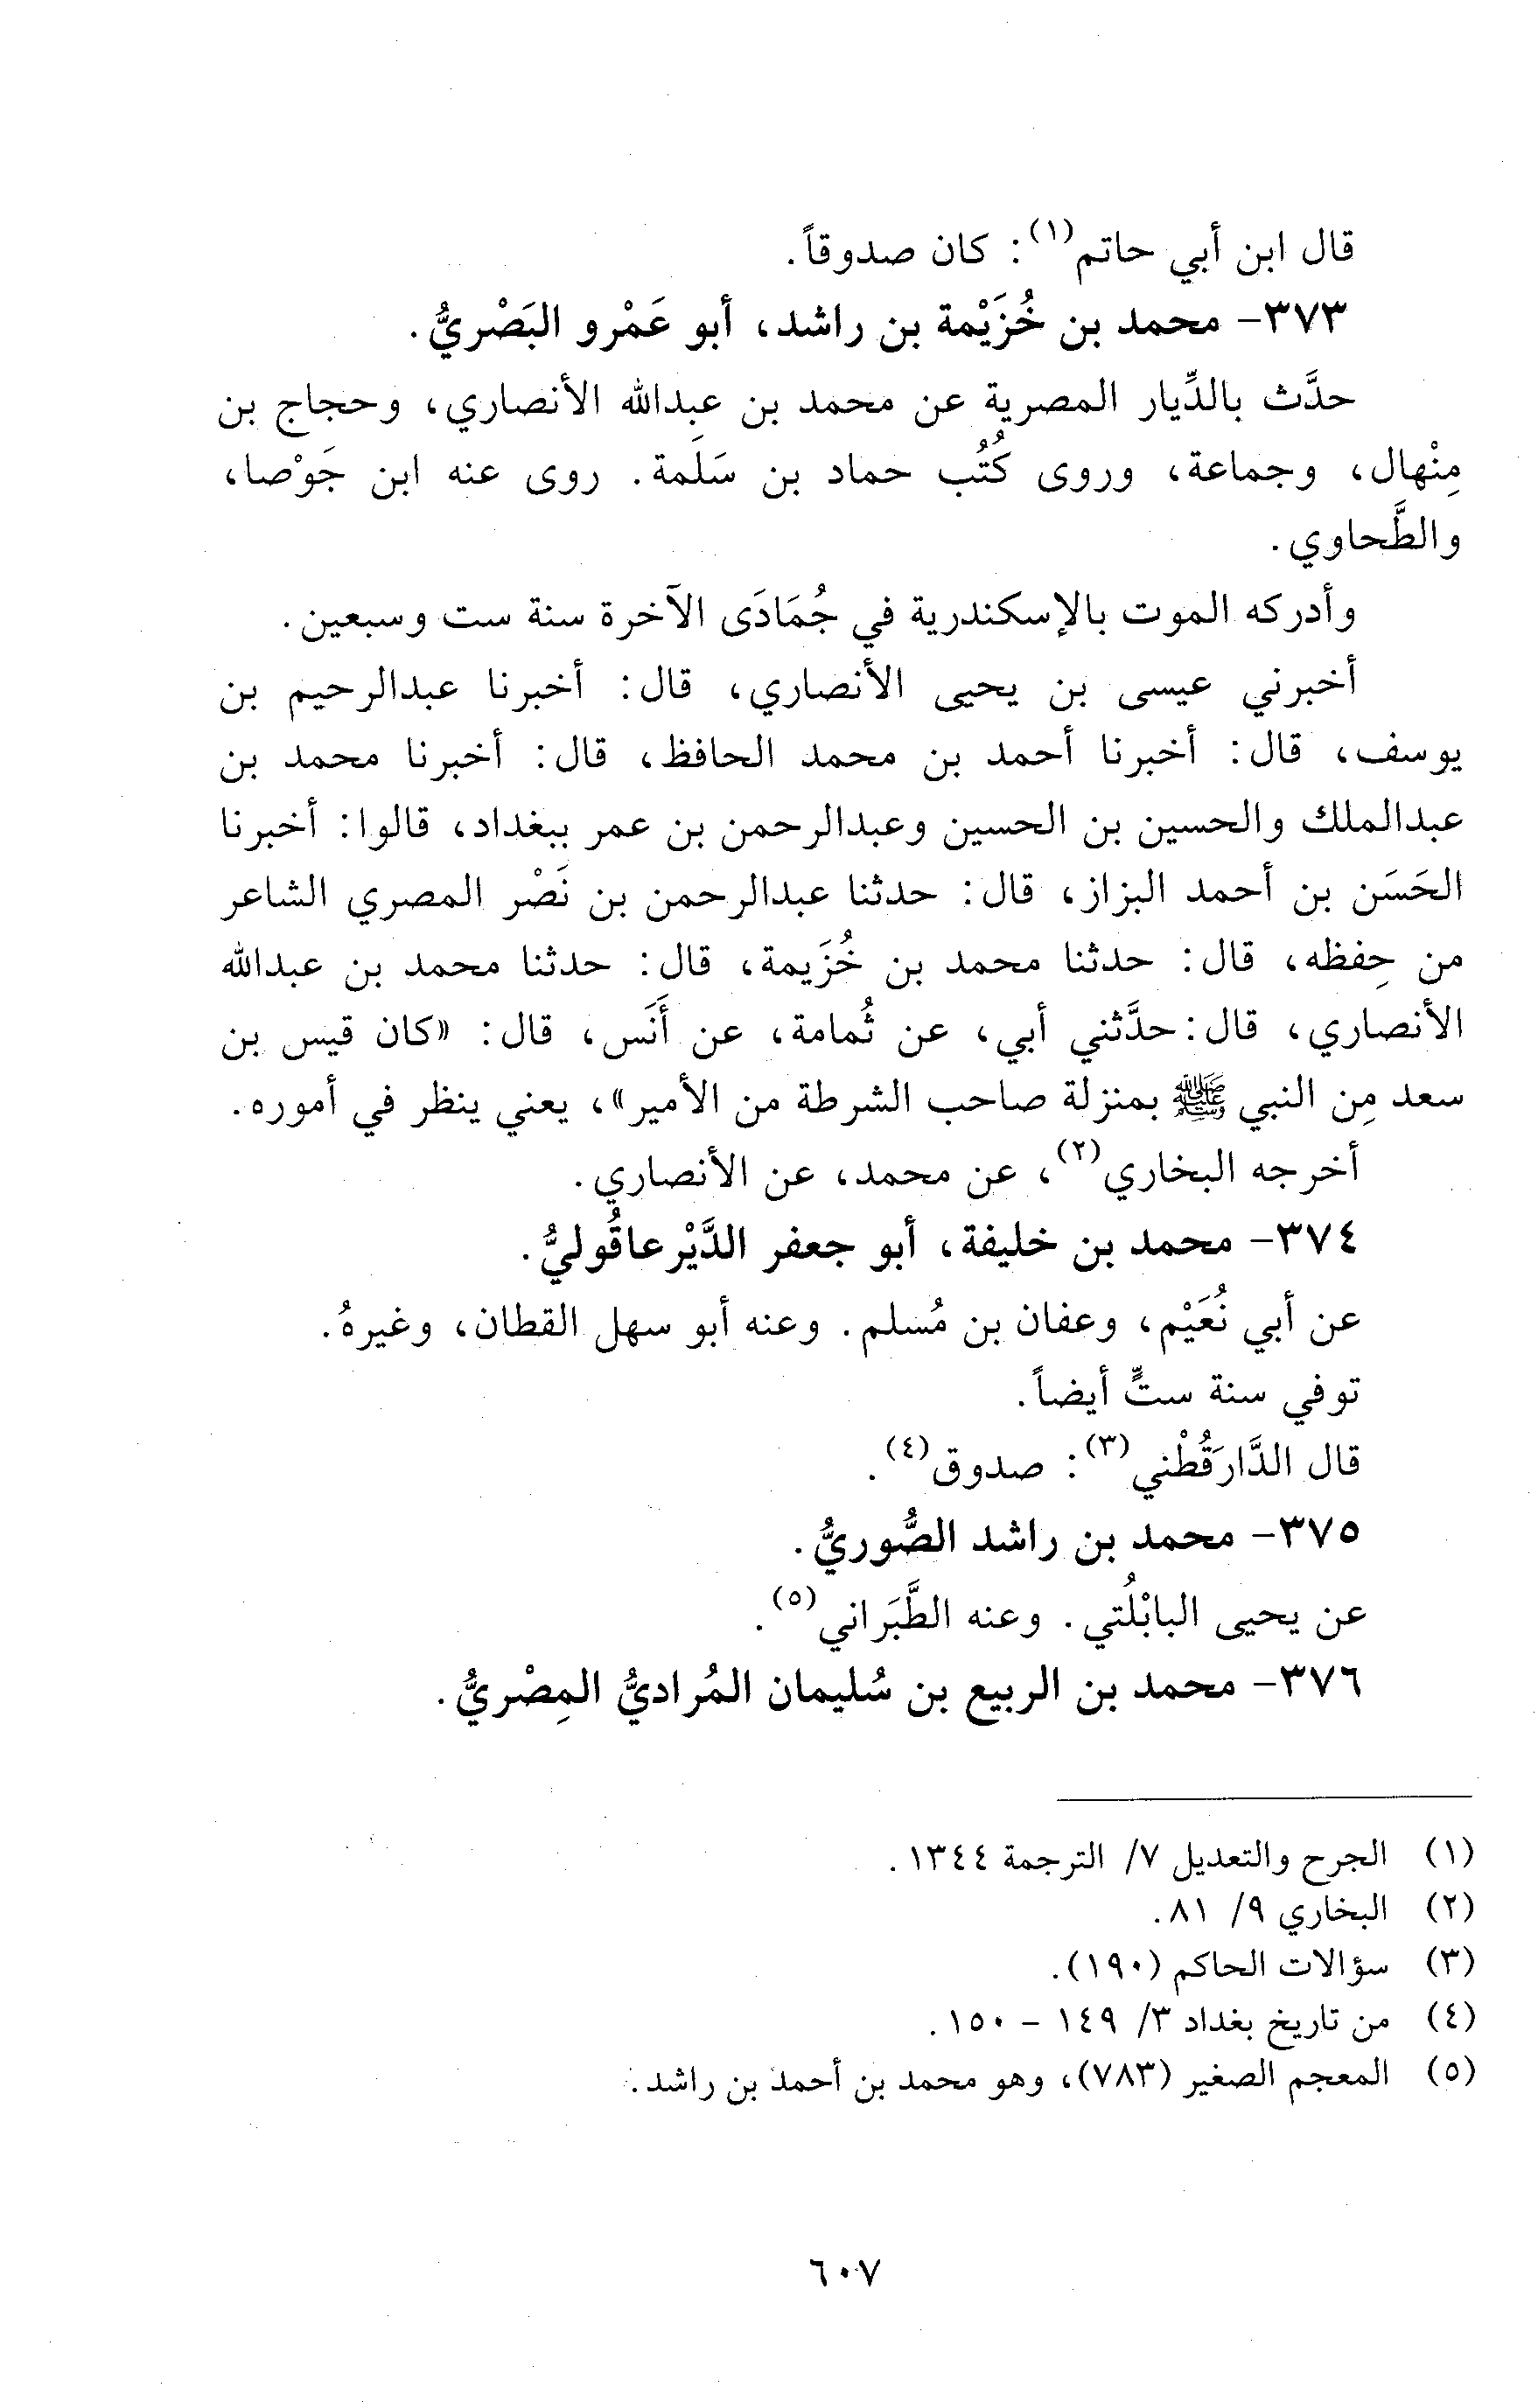 قال ابن أبي حاتم(١): كان صدوقاً.
٣٧٣- محمد بن خُزَيْمة بن راشد، أبو عَمْرو البَصْريُّ.
حدَّث بالدِّيار المصرية عن محمد بن عبدالله الأنصاري، وحجاج بن
مِنْهال، وجماعة، وروى كُتُب حماد بن سَلَمة. روى عنه ابن جَوْصا،
والطَّحاوي.
وأدركه الموت بالإسكندرية في جُمَادَى الآخرة سنة ست وسبعين.
أخبرني عيسى بن يحيى الأنصاري، قال: أخبرنا عبدالرحيم بن
يوسف، قال: أخبرنا أحمد بن محمد الحافظ، قال: أخبرنا محمد بن
عبدالملك والحسين بن الحسين وعبدالرحمن بن عمر ببغداد، قالوا: أخبرنا
الحَسَن بن أحمد البزاز، قال: حدثنا عبدالرحمن بن نَصْر المصري الشاعر
من حِفظه، قال: حدثنا محمد بن خُزَيمة، قال: حدثنا محمد بن عبدالله
الأنصاري، قال: حدَّثني أبي، عن ثُمامة، عن أَنَس، قال: «كان قيس بن
سعد مِن النبي ﷺ بمنزلة صاحب الشرطة من الأمير»، يعني ينظر في أموره.
أخرجه البخاري(٢)، عن محمد، عن الأنصاري.
٣٧٤- محمد بن خليفة، أبو جعفر الدَّيْرعاقُوليُّ.
عن أبي نُعَيْم، وعفان بن مُسلم. وعنه أبو سهل القطان، وغيرهُ.
توفي سنة ستٍّ أيضاً.
قال الدَّارَقُطْني(٣): صدوق(٤).
٣٧٥- محمد بن راشد الصُّوريُّ.
عن يحيى البابْلُتي. وعنه الطَّبَراني(٥).
٣٧٦- محمد بن الربيع بن سُليمان المُراديُّ المِصْريُّ.
(١) الجرح والتعديل ٧/ الترجمة ١٣٤٤.
(٢) البخاري ٩/ ٨١.
(٣) سؤالات الحاكم (١٩٠).
(٤) من تاريخ بغداد ٣/ ١٤٩ - ١٥٠.
(٥) المعجم الصغير (٧٨٣)، وهو محمد بن أحمد بن راشد.
٦٠٧